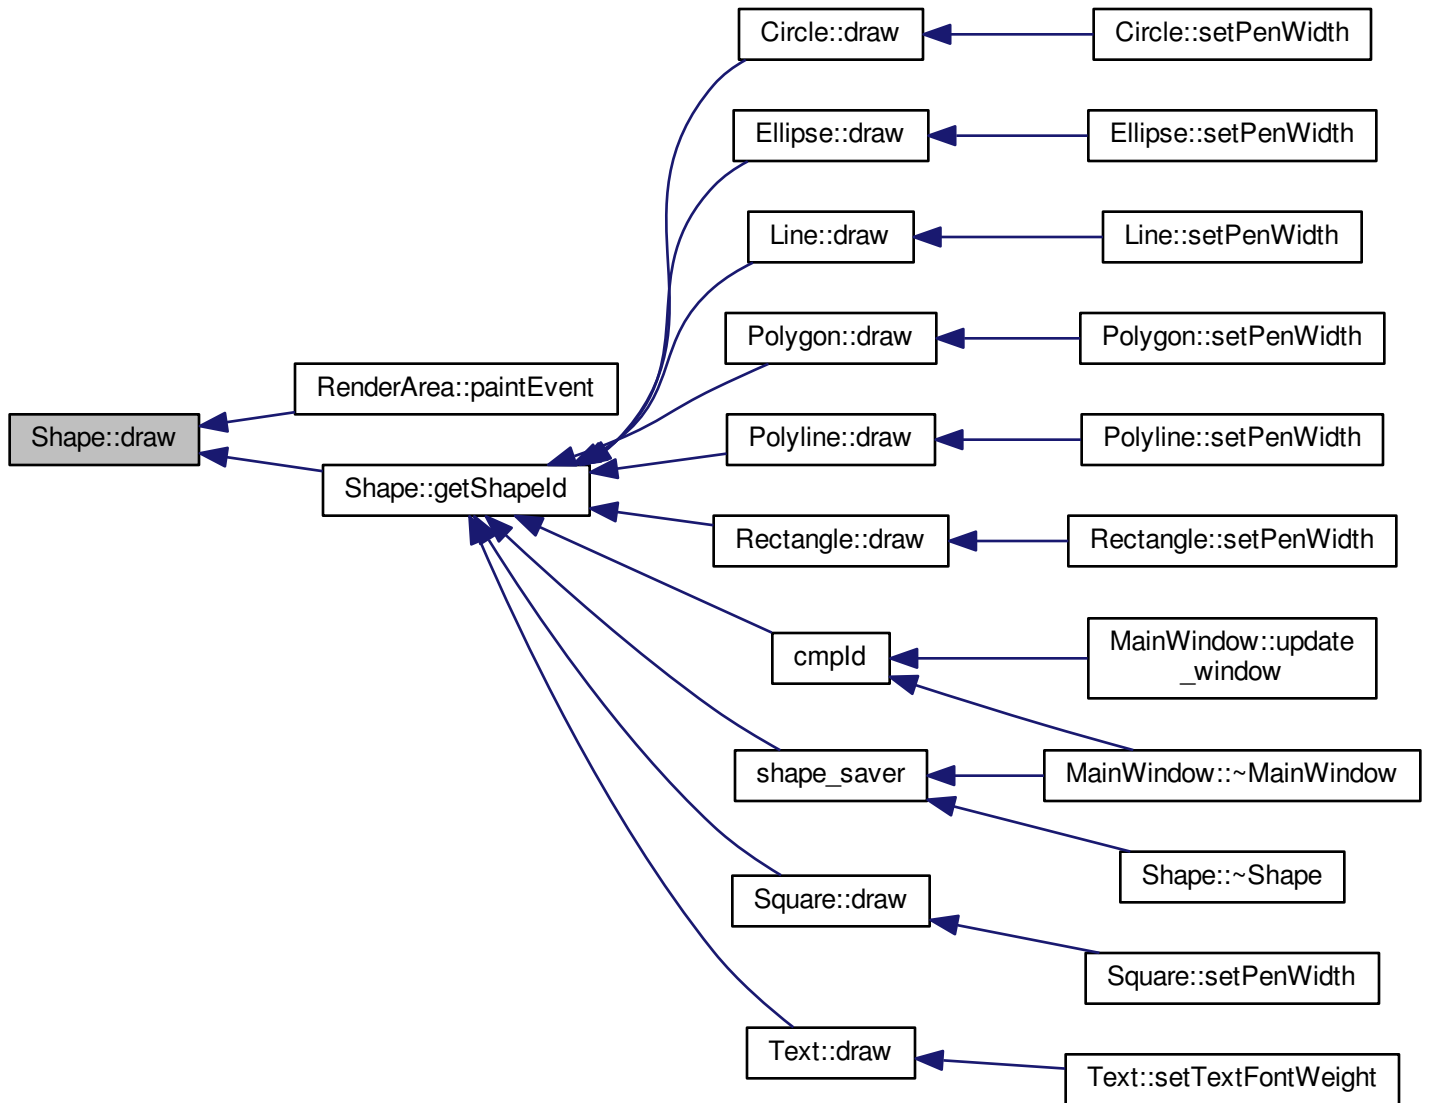 Circle::draw
Circle::setPenWidth
Ellipse::draw
Ellipse::setPenWidth
Line::draw
Line::setPenWidth
Polygon::draw
Polygon::setPenWidth
RenderArea::paintEvent
Shape::draw
Polyline::draw
Polyline::setPenWidth
Shape::getShapeId
Rectangle::draw
Rectangle::setPenWidth
cmpId
MainWindow::update
_window
shape_saver
MainWindow::~MainWindow
Shape::~Shape
Square::draw
Square::setPenWidth
Text::draw
Text::setTextFontWeight